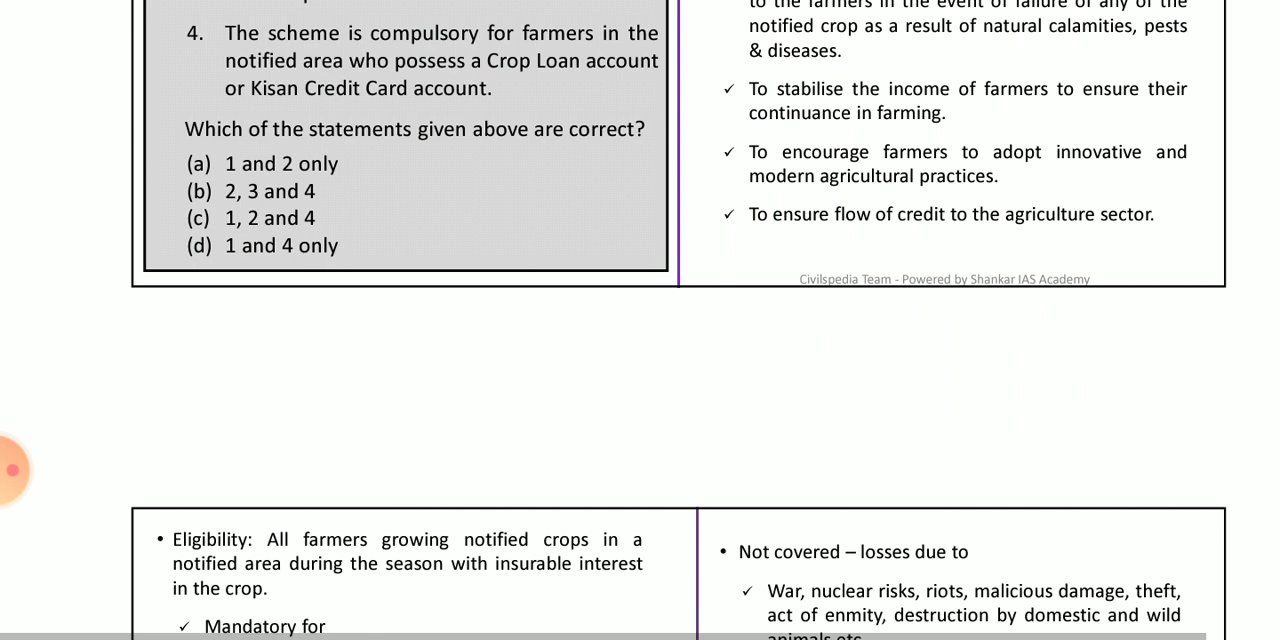 4. The scheme is compulsory for farmers in the
notified area who possess a Crop Loan account
or Kisan Credit Card account.
Which of the statements given above are correct?
(a) 1 and 2 only
(b) 2, 3 and 4
(c) 1, 2 and 4
(d) 1 and 4 only
to the farmers in the event of failure of any of the
notified crop as a result of natural calamities, pests
& diseases.
✓ To stabilise the income of farmers to ensure their
continuance in farming.
✓ To encourage farmers to adopt innovative and
modern agricultural practices.
✓ To ensure flow of credit to the agriculture sector.
Civilspedia Team - Powered by Shankar IAS Academy
• Eligibility: All farmers growing notified crops in a
notified area during the season with insurable interest
in the crop.
✓ Mandatory for
• Not covered – losses due to
✓ War, nuclear risks, riots, malicious damage, theft,
act of enmity, destruction by domestic and wild
animals etc